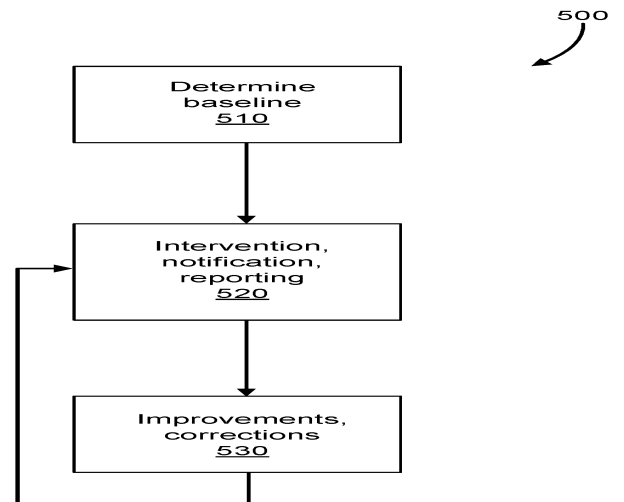 500
Determine
baseline
510
Intervention,
notification,
reporting
520
Improvements,
corrections
530